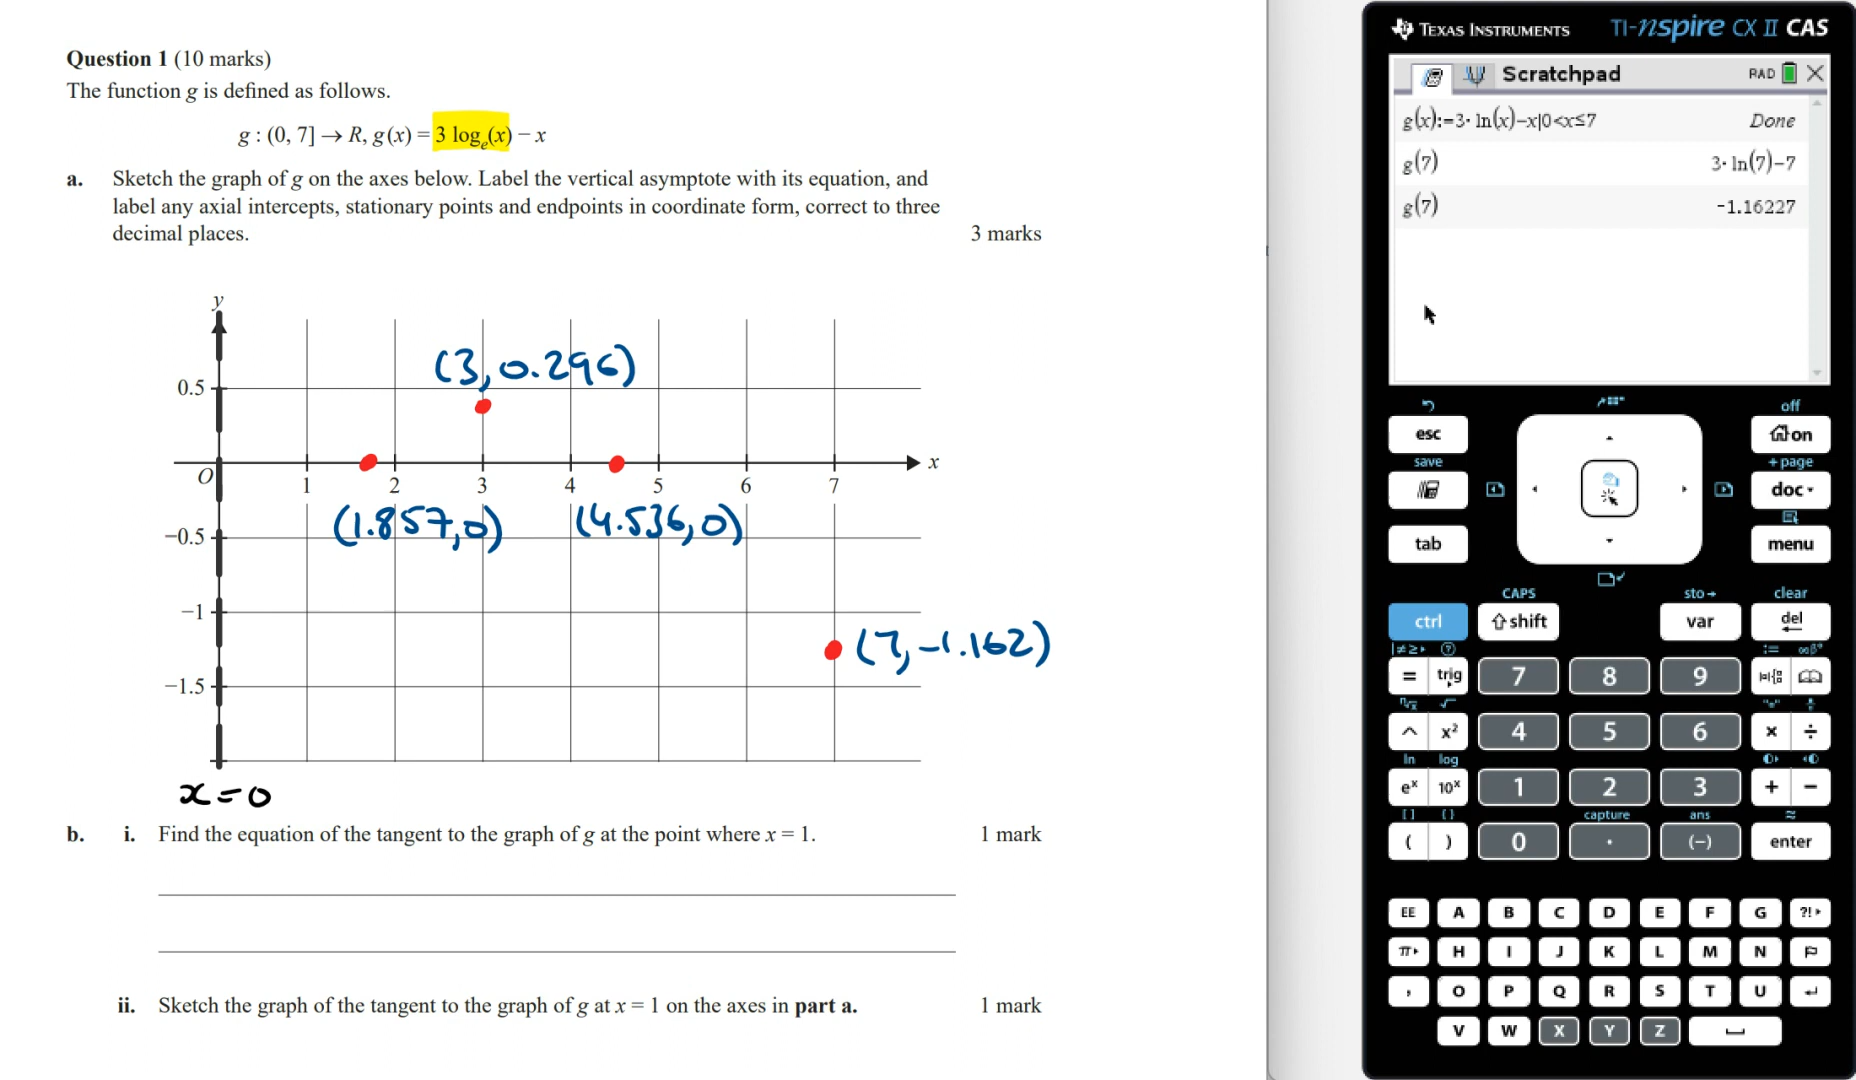 Question 1 (10 marks)
The function g is defined as follows.
g : (0, 7] → R, g(x) = 3 logₑ(x) − x
a. Sketch the graph of g on the axes below. Label the vertical asymptote with its equation, and
label any axial intercepts, stationary points and endpoints in coordinate form, correct to three
decimal places. 3 marks
y
(3, 0.296)
0.5
x
O 1 2 3 4 5 6 7
(1.857, 0) (4.536, 0)
−0.5
−1
(7, −1.162)
−1.5
x = 0
b. i. Find the equation of the tangent to the graph of g at the point where x = 1. 1 mark
ii. Sketch the graph of the tangent to the graph of g at x = 1 on the axes in part a. 1 mark
TEXAS INSTRUMENTS TI-nspire CX II CAS
Scratchpad RAD
g(x):=3·ln(x)−x|0<x≤7 Done
g(7) 3·ln(7)−7
g(7) -1.16227
off
esc on
save +page
doc
tab menu
CAPS sto→ clear
ctrl shift var del
|≠≥▸ :=
= trig 7 8 9
^ x² 4 5 6 × ÷
ln log
eˣ 10ˣ 1 2 3 + −
[ ] { } capture ans ≈
( ) 0 . (−) enter
EE A B C D E F G ?!▸
π▸ H I J K L M N
, O P Q R S T U ↵
V W X Y Z